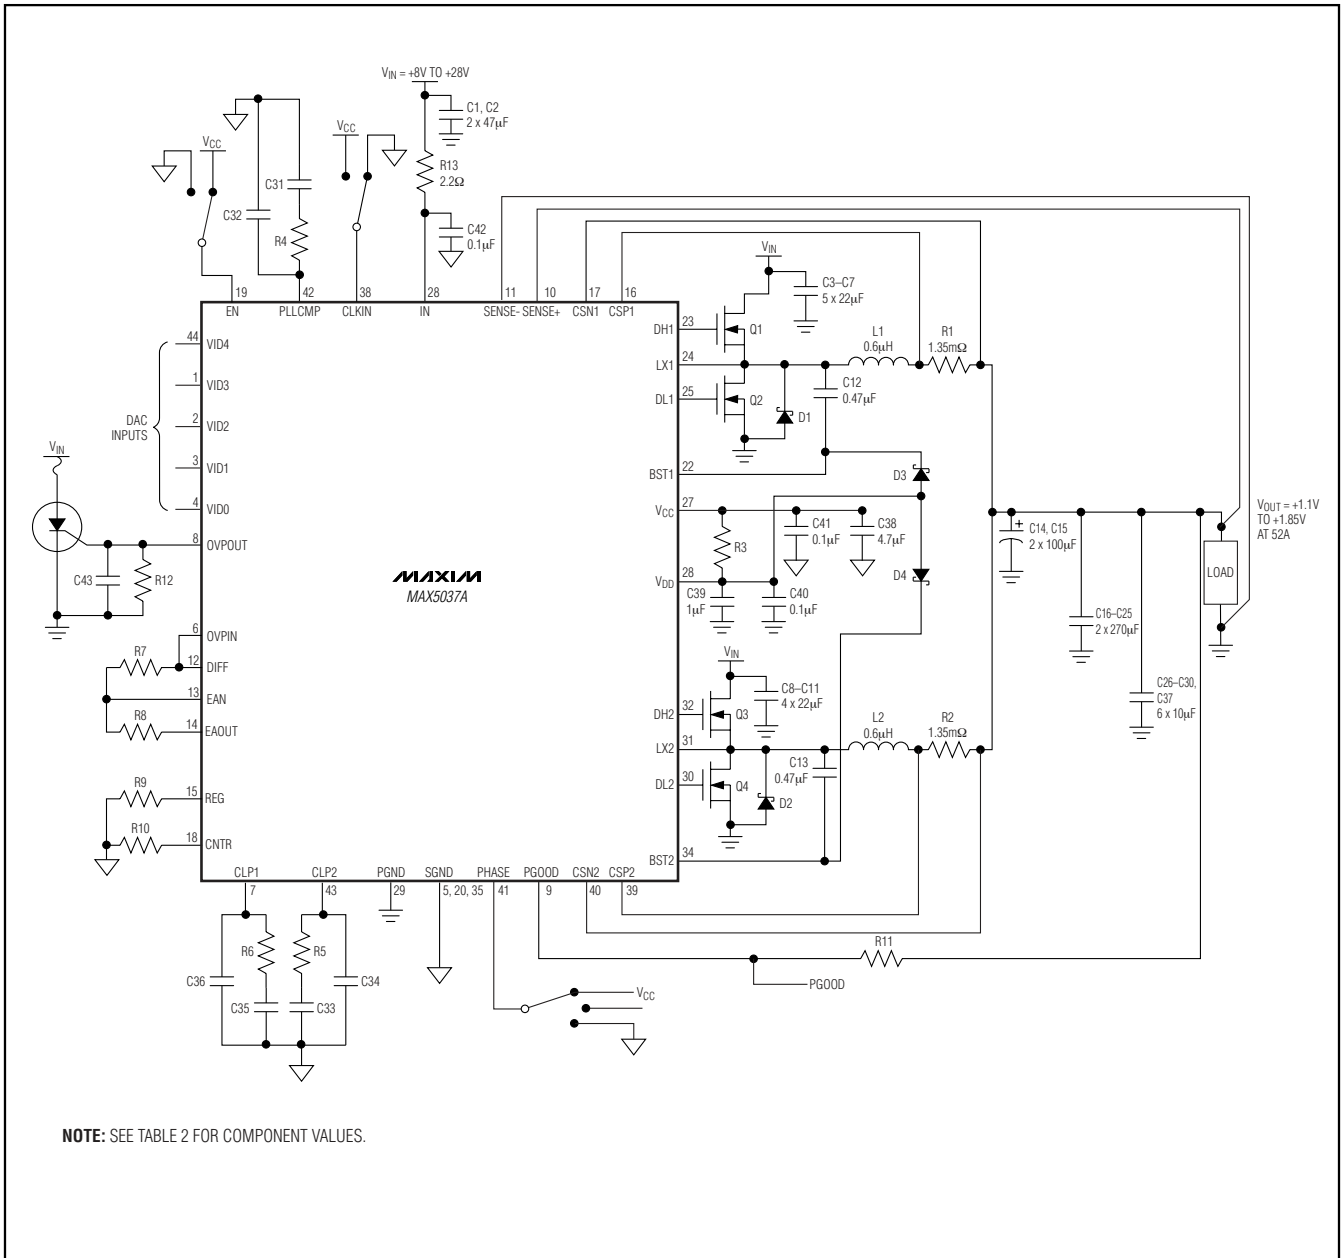 V_IN = +8V TO +28V
C1, C2
2 x 47µF
V_CC
V_CC
R13
2.2Ω
C31
C32
R4
C42
0.1µF
19
42
38
28
11
10
17
16
EN
PLLCMP
CLKIN
IN
SENSE-
SENSE+
CSN1
CSP1
V_IN
C3–C7
5 x 22µF
DH1
23
Q1
L1
0.6µH
R1
1.35mΩ
LX1
24
C12
0.47µF
DL1
25
Q2
D1
BST1
22
D3
V_CC
27
R3
C41
0.1µF
C38
4.7µF
V_DD
28
D4
C39
1µF
C40
0.1µF
C14, C15
2 x 100µF
+
V_OUT = +1.1V
TO +1.85V
AT 52A
LOAD
C16–C25
2 x 270µF
C26–C30,
C37
6 x 10µF
44
VID4
1
VID3
DAC
INPUTS
2
VID2
3
VID1
4
VID0
V_IN
8
OVPOUT
C43
R12
MAXIM
MAX5037A
6
OVPIN
R7
12
DIFF
13
EAN
R8
14
EAOUT
R9
15
REG
R10
18
CNTR
V_IN
C8–C11
4 x 22µF
DH2
32
Q3
L2
0.6µH
R2
1.35mΩ
LX2
31
C13
0.47µF
DL2
30
Q4
D2
BST2
34
CLP1
CLP2
PGND
SGND
PHASE
PGOOD
CSN2
CSP2
7
43
29
5, 20, 35
41
9
40
39
R6
R5
C36
C34
C35
C33
R11
PGOOD
V_CC
NOTE: SEE TABLE 2 FOR COMPONENT VALUES.